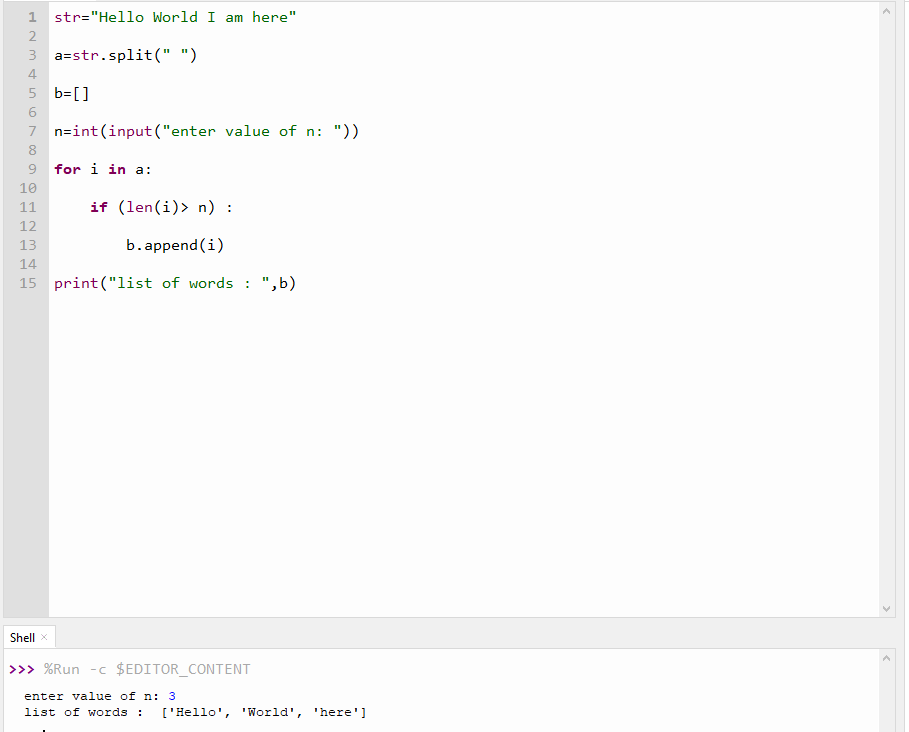 1 str="Hello World I am here"
2
3 a=str.split(" ")
4
5 b=[]
6
7 n=int(input("enter value of n: "))
8
9 for i in a:
10
11     if (len(i)> n) :
12
13         b.append(i)
14
15 print("list of words : ",b)
Shell ×
>>> %Run -c $EDITOR_CONTENT
enter value of n: 3
list of words :  ['Hello', 'World', 'here']